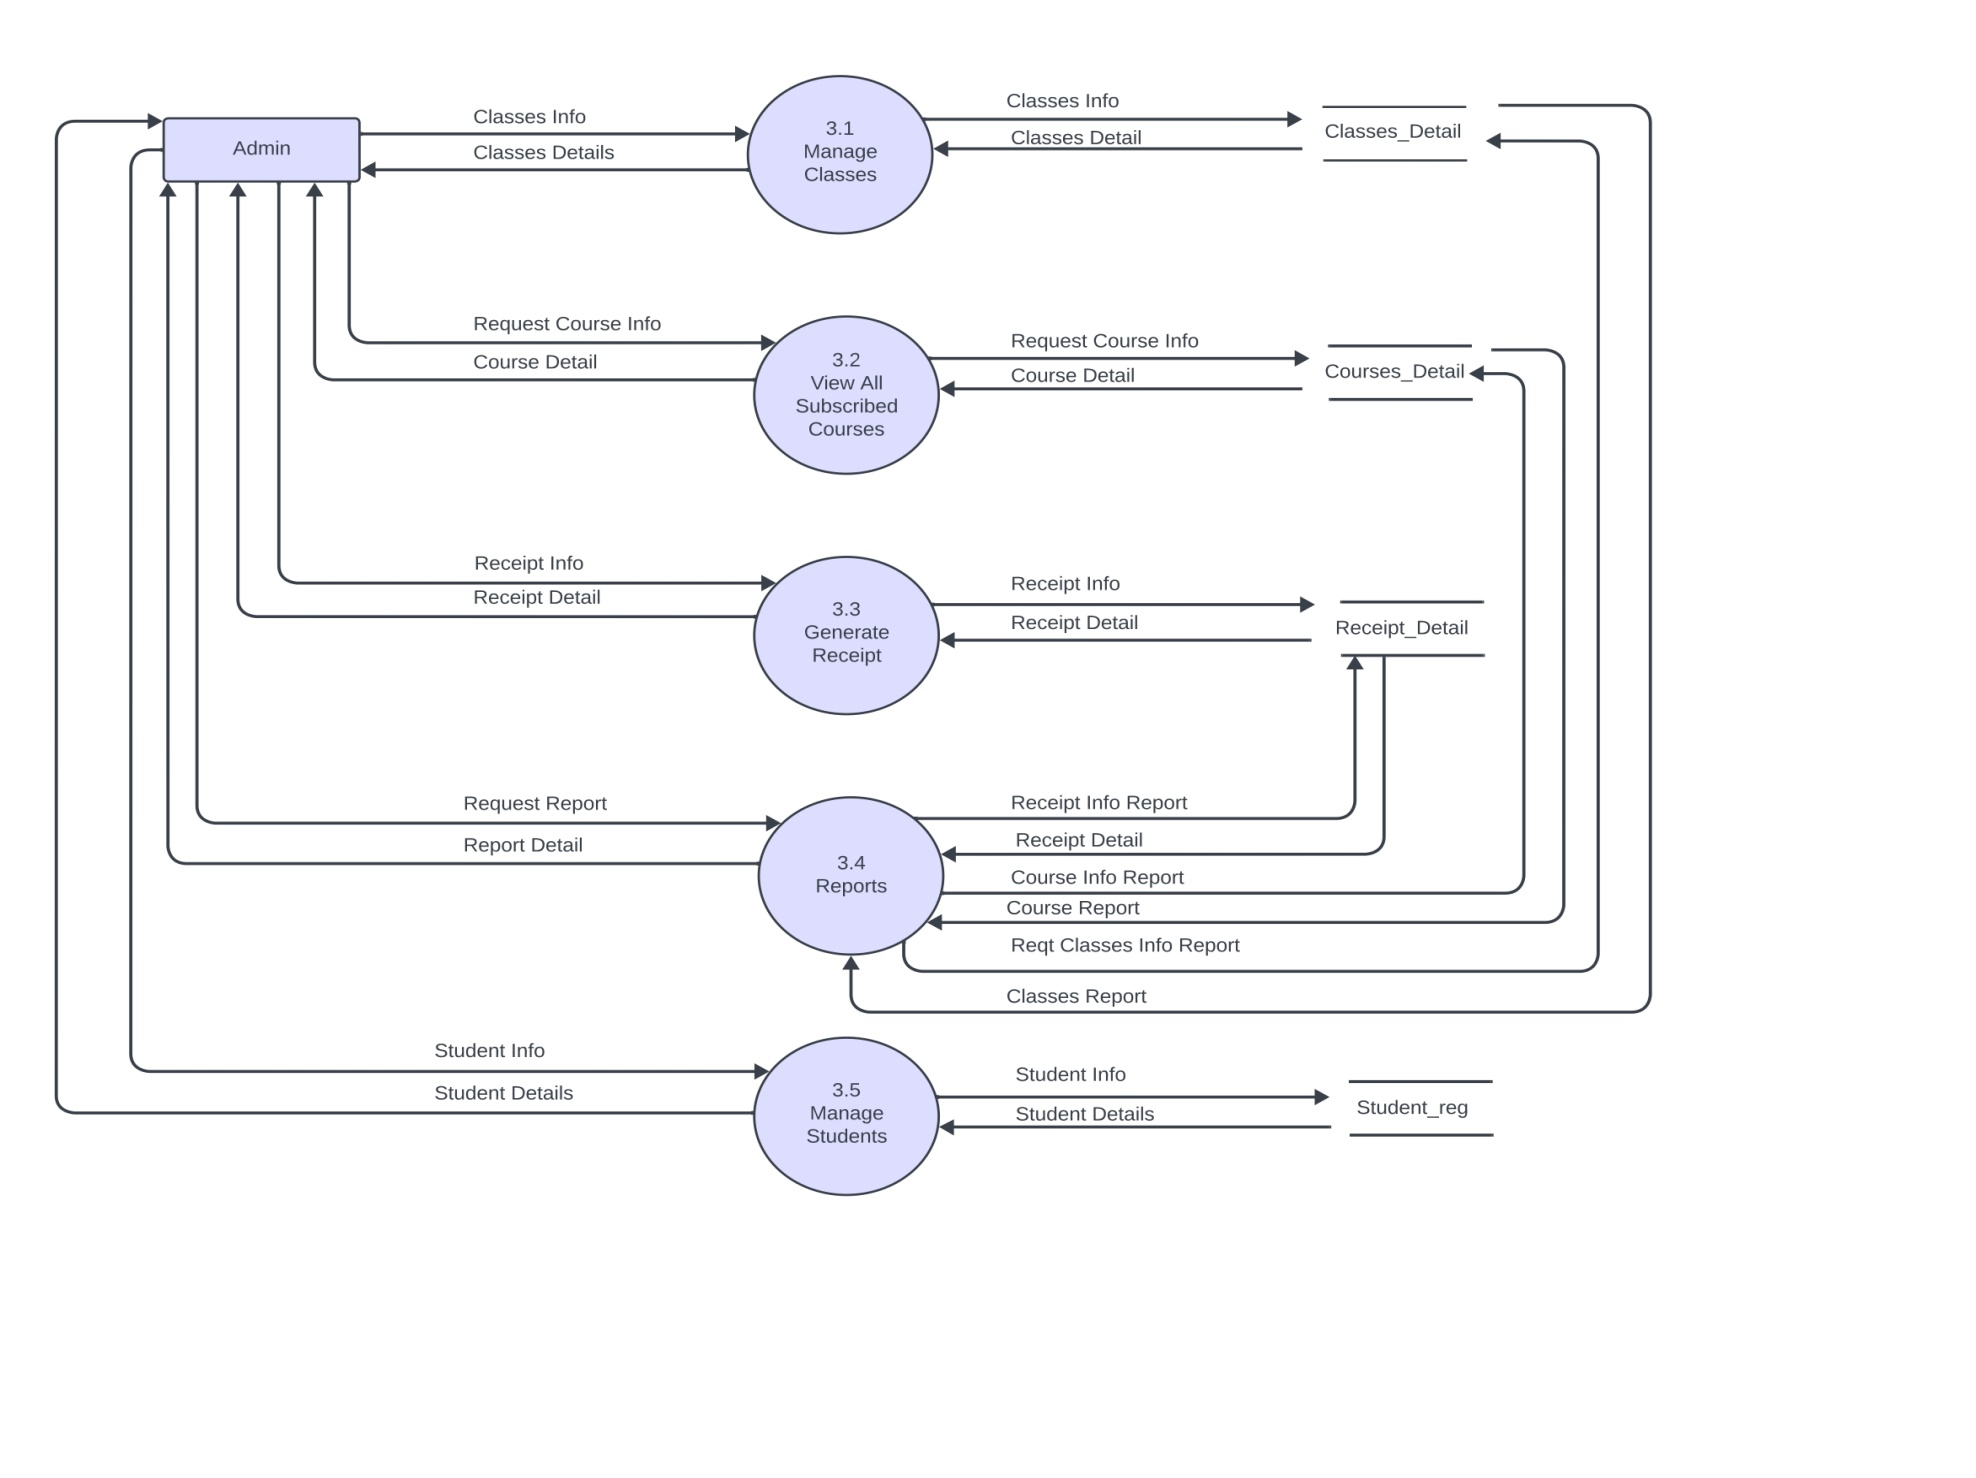 Admin
Classes Info
Classes Details
3.1
Manage
Classes
Classes Info
Classes Detail
Classes_Detail
Request Course Info
Course Detail
3.2
View All
Subscribed
Courses
Request Course Info
Course Detail
Courses_Detail
Receipt Info
Receipt Detail
3.3
Generate
Receipt
Receipt Info
Receipt Detail
Receipt_Detail
Request Report
Report Detail
3.4
Reports
Receipt Info Report
Receipt Detail
Course Info Report
Course Report
Reqt Classes Info Report
Classes Report
Student Info
Student Details
3.5
Manage
Students
Student Info
Student Details
Student_reg